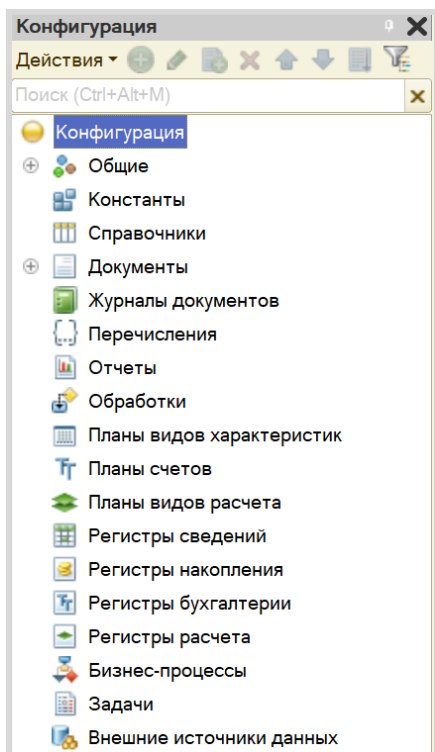 Конфигурация
Действия
Поиск (Ctrl+Alt+M)
Конфигурация
Общие
Константы
Справочники
Документы
Журналы документов
Перечисления
Отчеты
Обработки
Планы видов характеристик
Планы счетов
Планы видов расчета
Регистры сведений
Регистры накопления
Регистры бухгалтерии
Регистры расчета
Бизнес-процессы
Задачи
Внешние источники данных